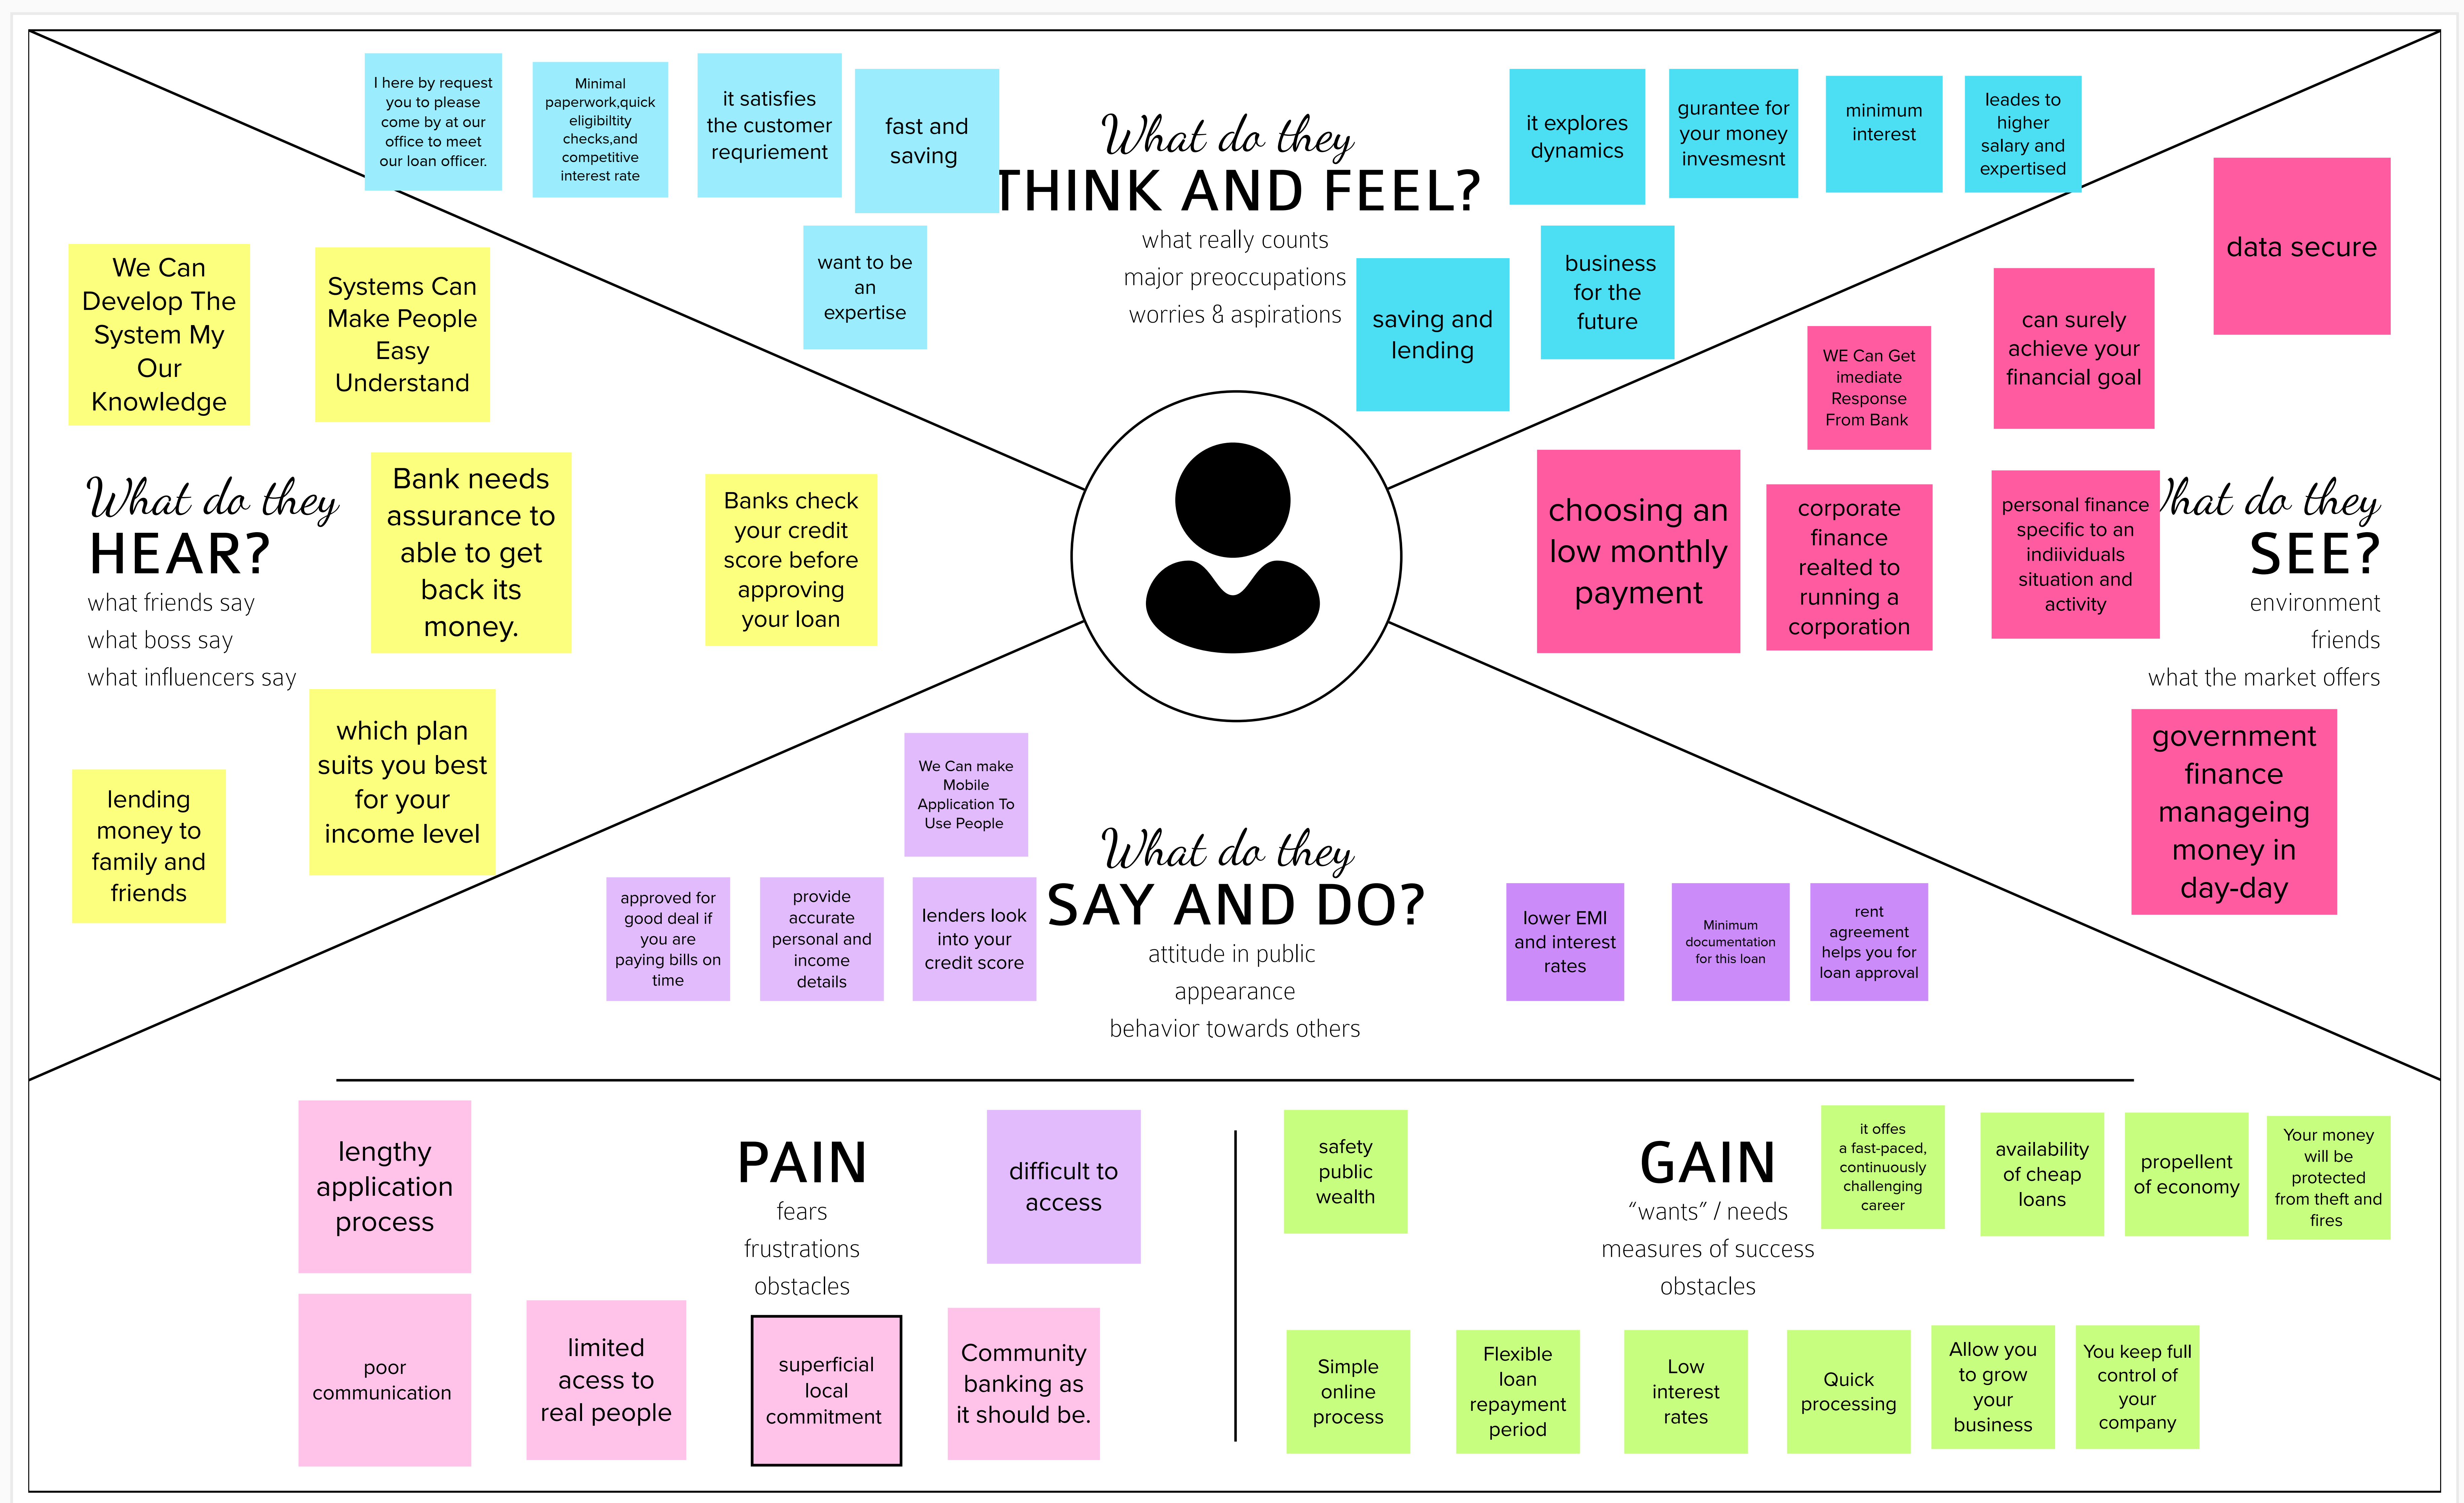 I here by request
you to please
come by at our
office to meet
our loan officer.
Minimal
paperwork,quick
eligibiltity
checks,and
competitive
interest rate
it satisfies
the customer
requriement
fast and
saving
want to be
an
expertise
What do they
THINK AND FEEL?
what really counts
major preoccupations
worries & aspirations
it explores
dynamics
gurantee for
your money
invesmesnt
minimum
interest
leades to
higher
salary and
expertised
saving and
lending
business
for the
future
We Can
Develop The
System My
Our
Knowledge
Systems Can
Make People
Easy
Understand
What do they
HEAR?
what friends say
what boss say
what influencers say
Bank needs
assurance to
able to get
back its
money.
Banks check
your credit
score before
approving
your loan
which plan
suits you best
for your
income level
lending
money to
family and
friends
data secure
can surely
achieve your
financial goal
WE Can Get
imediate
Response
From Bank
choosing an
low monthly
payment
corporate
finance
realted to
running a
corporation
personal finance
specific to an
indiividuals
situation and
activity
What do they
SEE?
environment
friends
what the market offers
government
finance
manageing
money in
day-day
We Can make
Mobile
Application To
Use People
approved for
good deal if
you are
paying bills on
time
provide
accurate
personal and
income
details
lenders look
into your
credit score
What do they
SAY AND DO?
attitude in public
appearance
behavior towards others
lower EMI
and interest
rates
Minimum
documentation
for this loan
rent
agreement
helps you for
loan approval
lengthy
application
process
PAIN
fears
frustrations
obstacles
difficult to
access
poor
communication
limited
acess to
real people
superficial
local
commitment
Community
banking as
it should be.
safety
public
wealth
GAIN
“wants” / needs
measures of success
obstacles
it offes
a fast-paced,
continuously
challenging
career
availability
of cheap
loans
propellent
of economy
Your money
will be
protected
from theft and
fires
Simple
online
process
Flexible
loan
repayment
period
Low
interest
rates
Quick
processing
Allow you
to grow
your
business
You keep full
control of
your
company